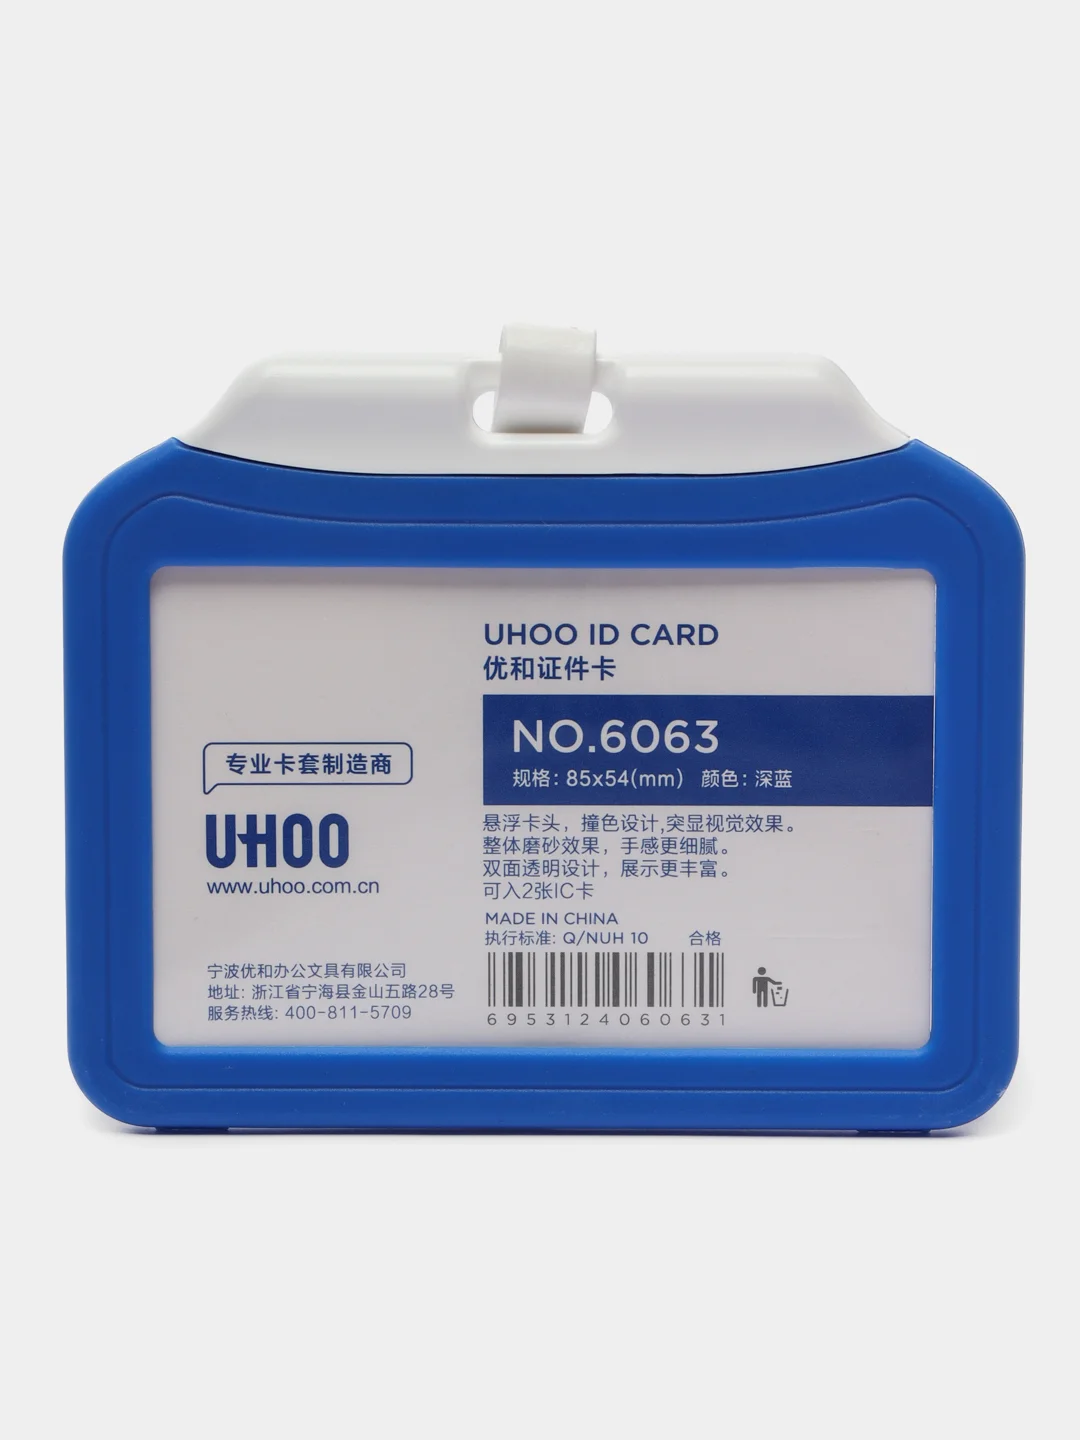 专业卡套制造商
UHOO
www.uhoo.com.cn
宁波优和办公文具有限公司
地址: 浙江省宁海县金山五路28号
服务热线: 400-811-5709
UHOO ID CARD
优和证件卡
NO.6063
规格: 85x54(mm) 颜色: 深蓝
悬浮卡头，撞色设计,突显视觉效果。
整体磨砂效果，手感更细腻。
双面透明设计，展示更丰富。
可入2张IC卡
MADE IN CHINA
执行标准: Q/NUH 10 合格
6953124060631